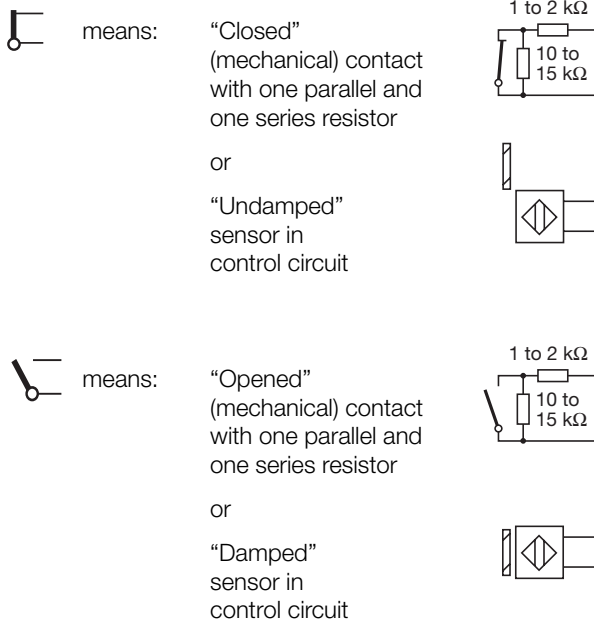 1 to 2 kΩ
means: "Closed"
(mechanical) contact
with one parallel and
one series resistor
10 to
15 kΩ
or
"Undamped"
sensor in
control circuit
1 to 2 kΩ
means: "Opened"
(mechanical) contact
with one parallel and
one series resistor
10 to
15 kΩ
or
"Damped"
sensor in
control circuit